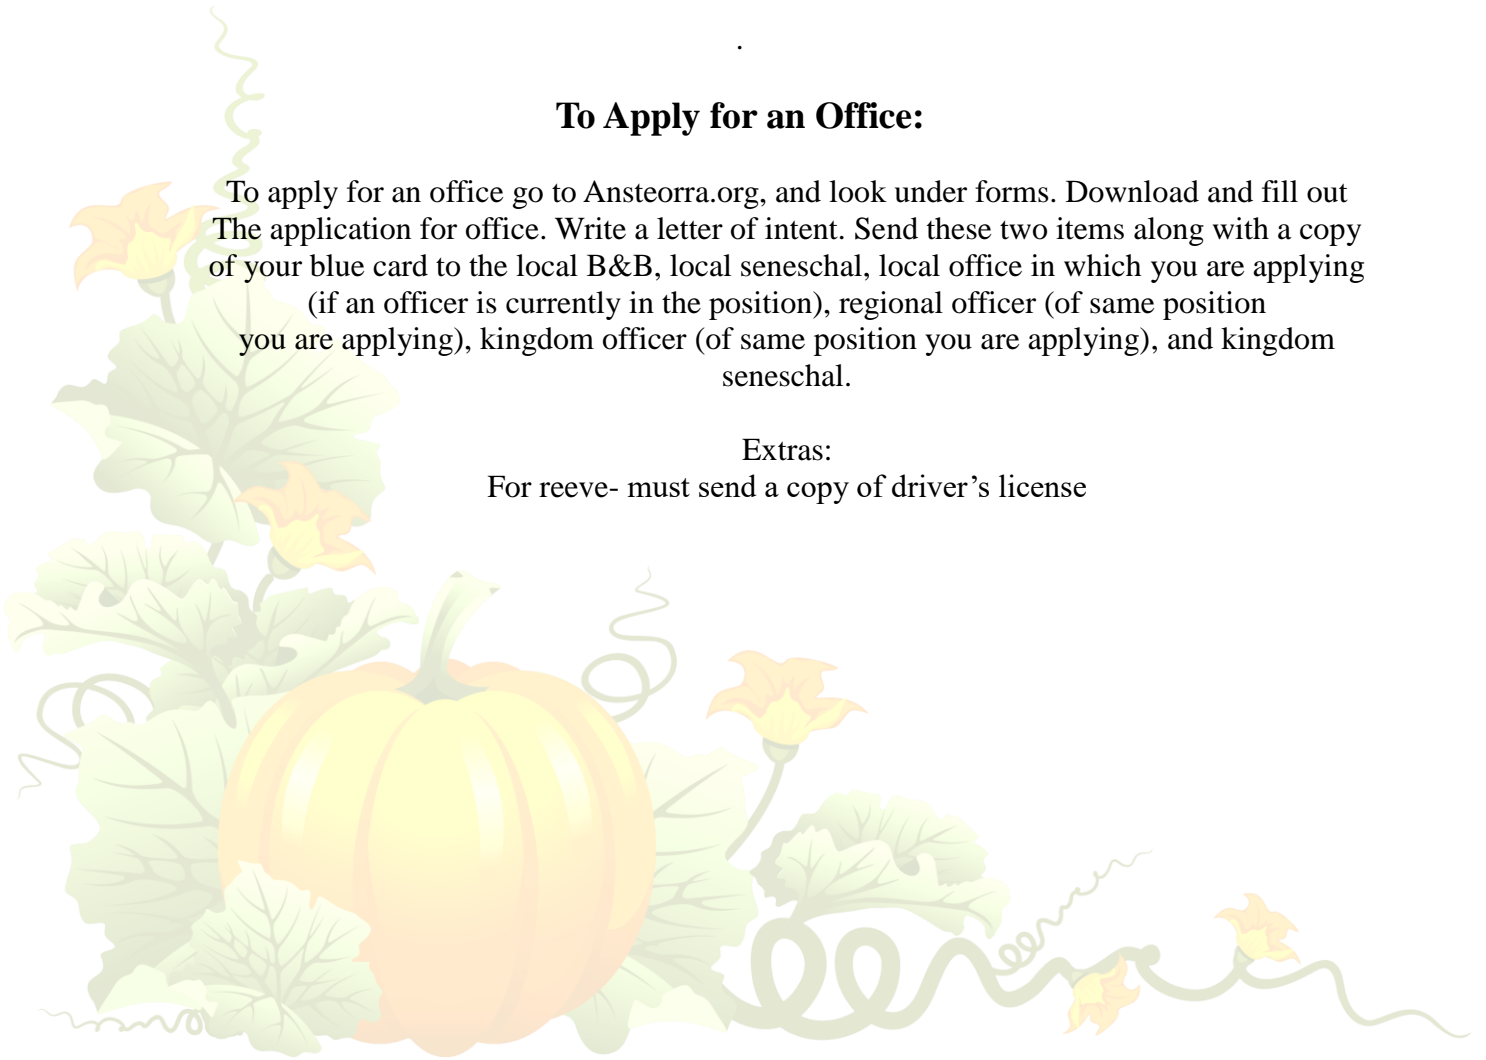 .
To Apply for an Office:
To apply for an office go to Ansteorra.org, and look under forms. Download and fill out
The application for office. Write a letter of intent. Send these two items along with a copy
of your blue card to the local B&B, local seneschal, local office in which you are applying
(if an officer is currently in the position), regional officer (of same position
you are applying), kingdom officer (of same position you are applying), and kingdom
seneschal.
Extras:
For reeve- must send a copy of driver’s license